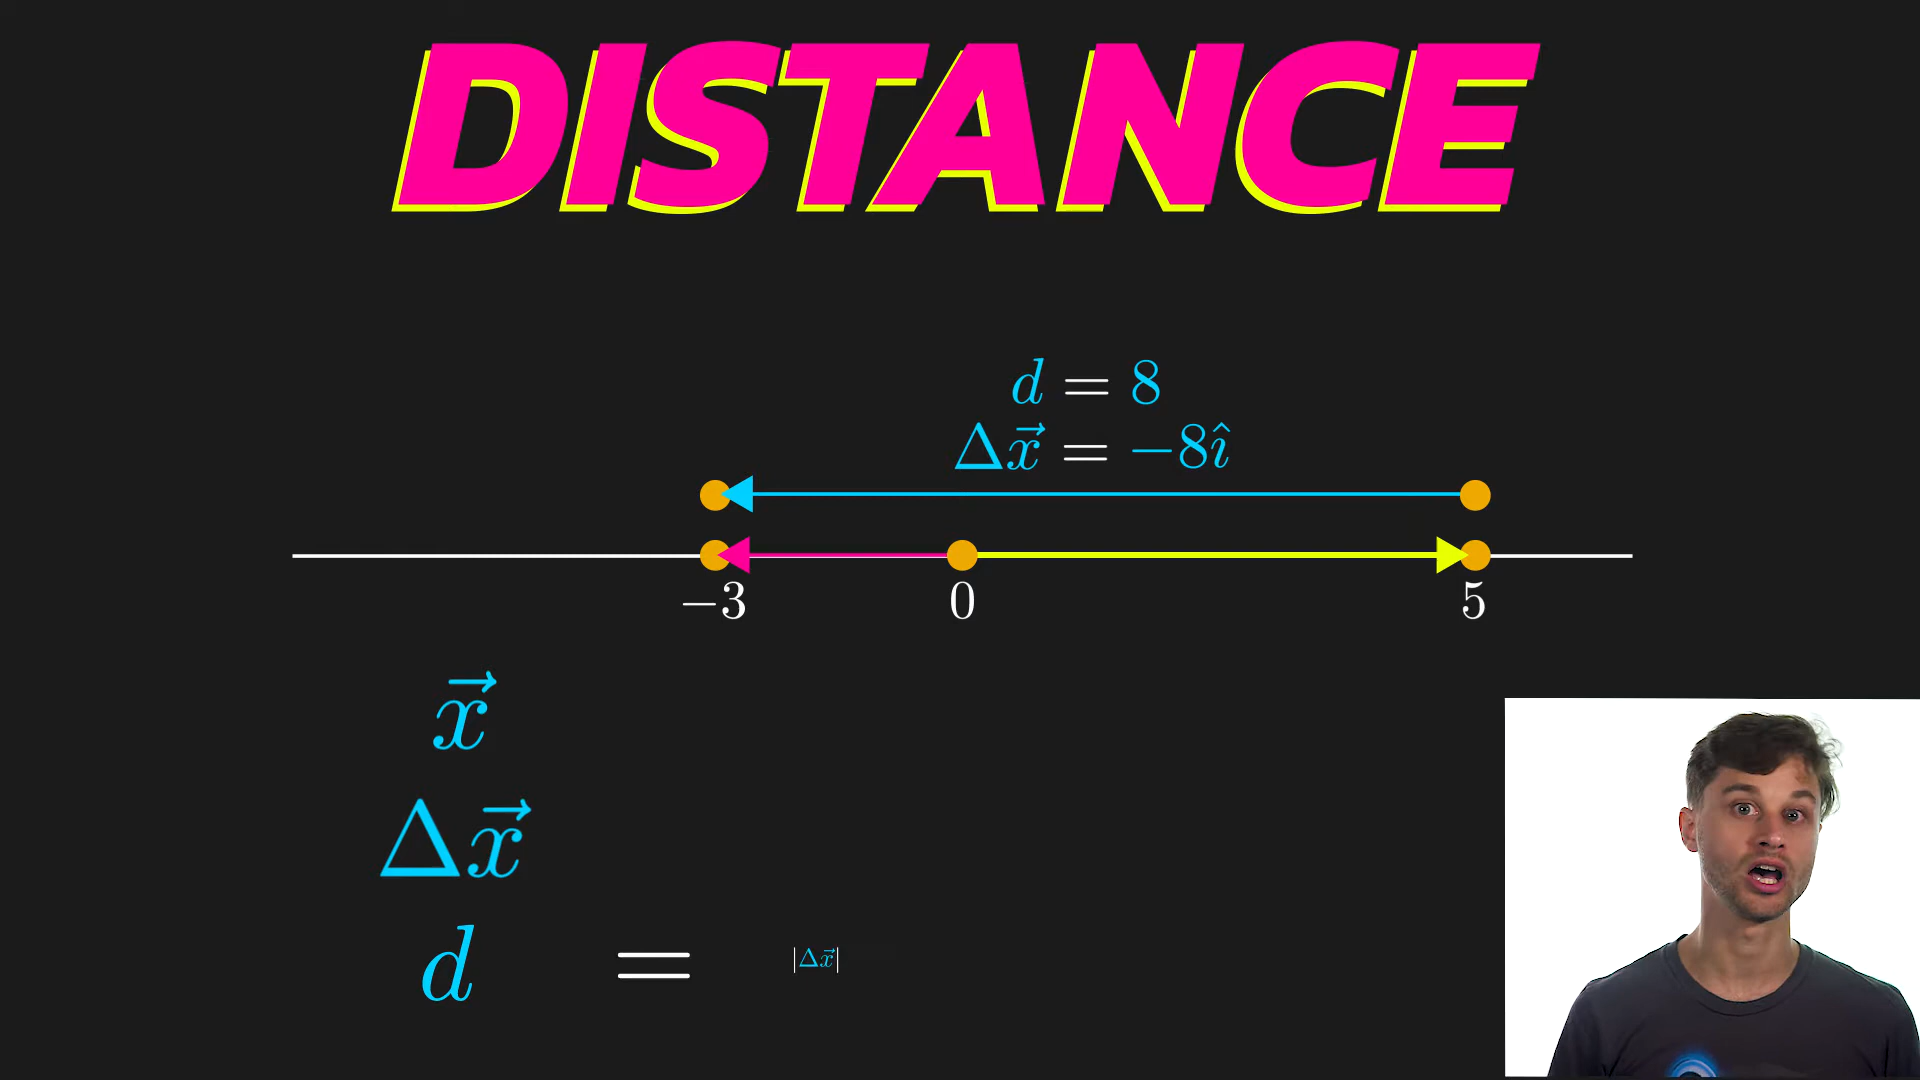 DISTANCE
d = 8
Δx⃗ = −8î
−3 0 5
x⃗
Δx⃗
d = |Δx⃗|